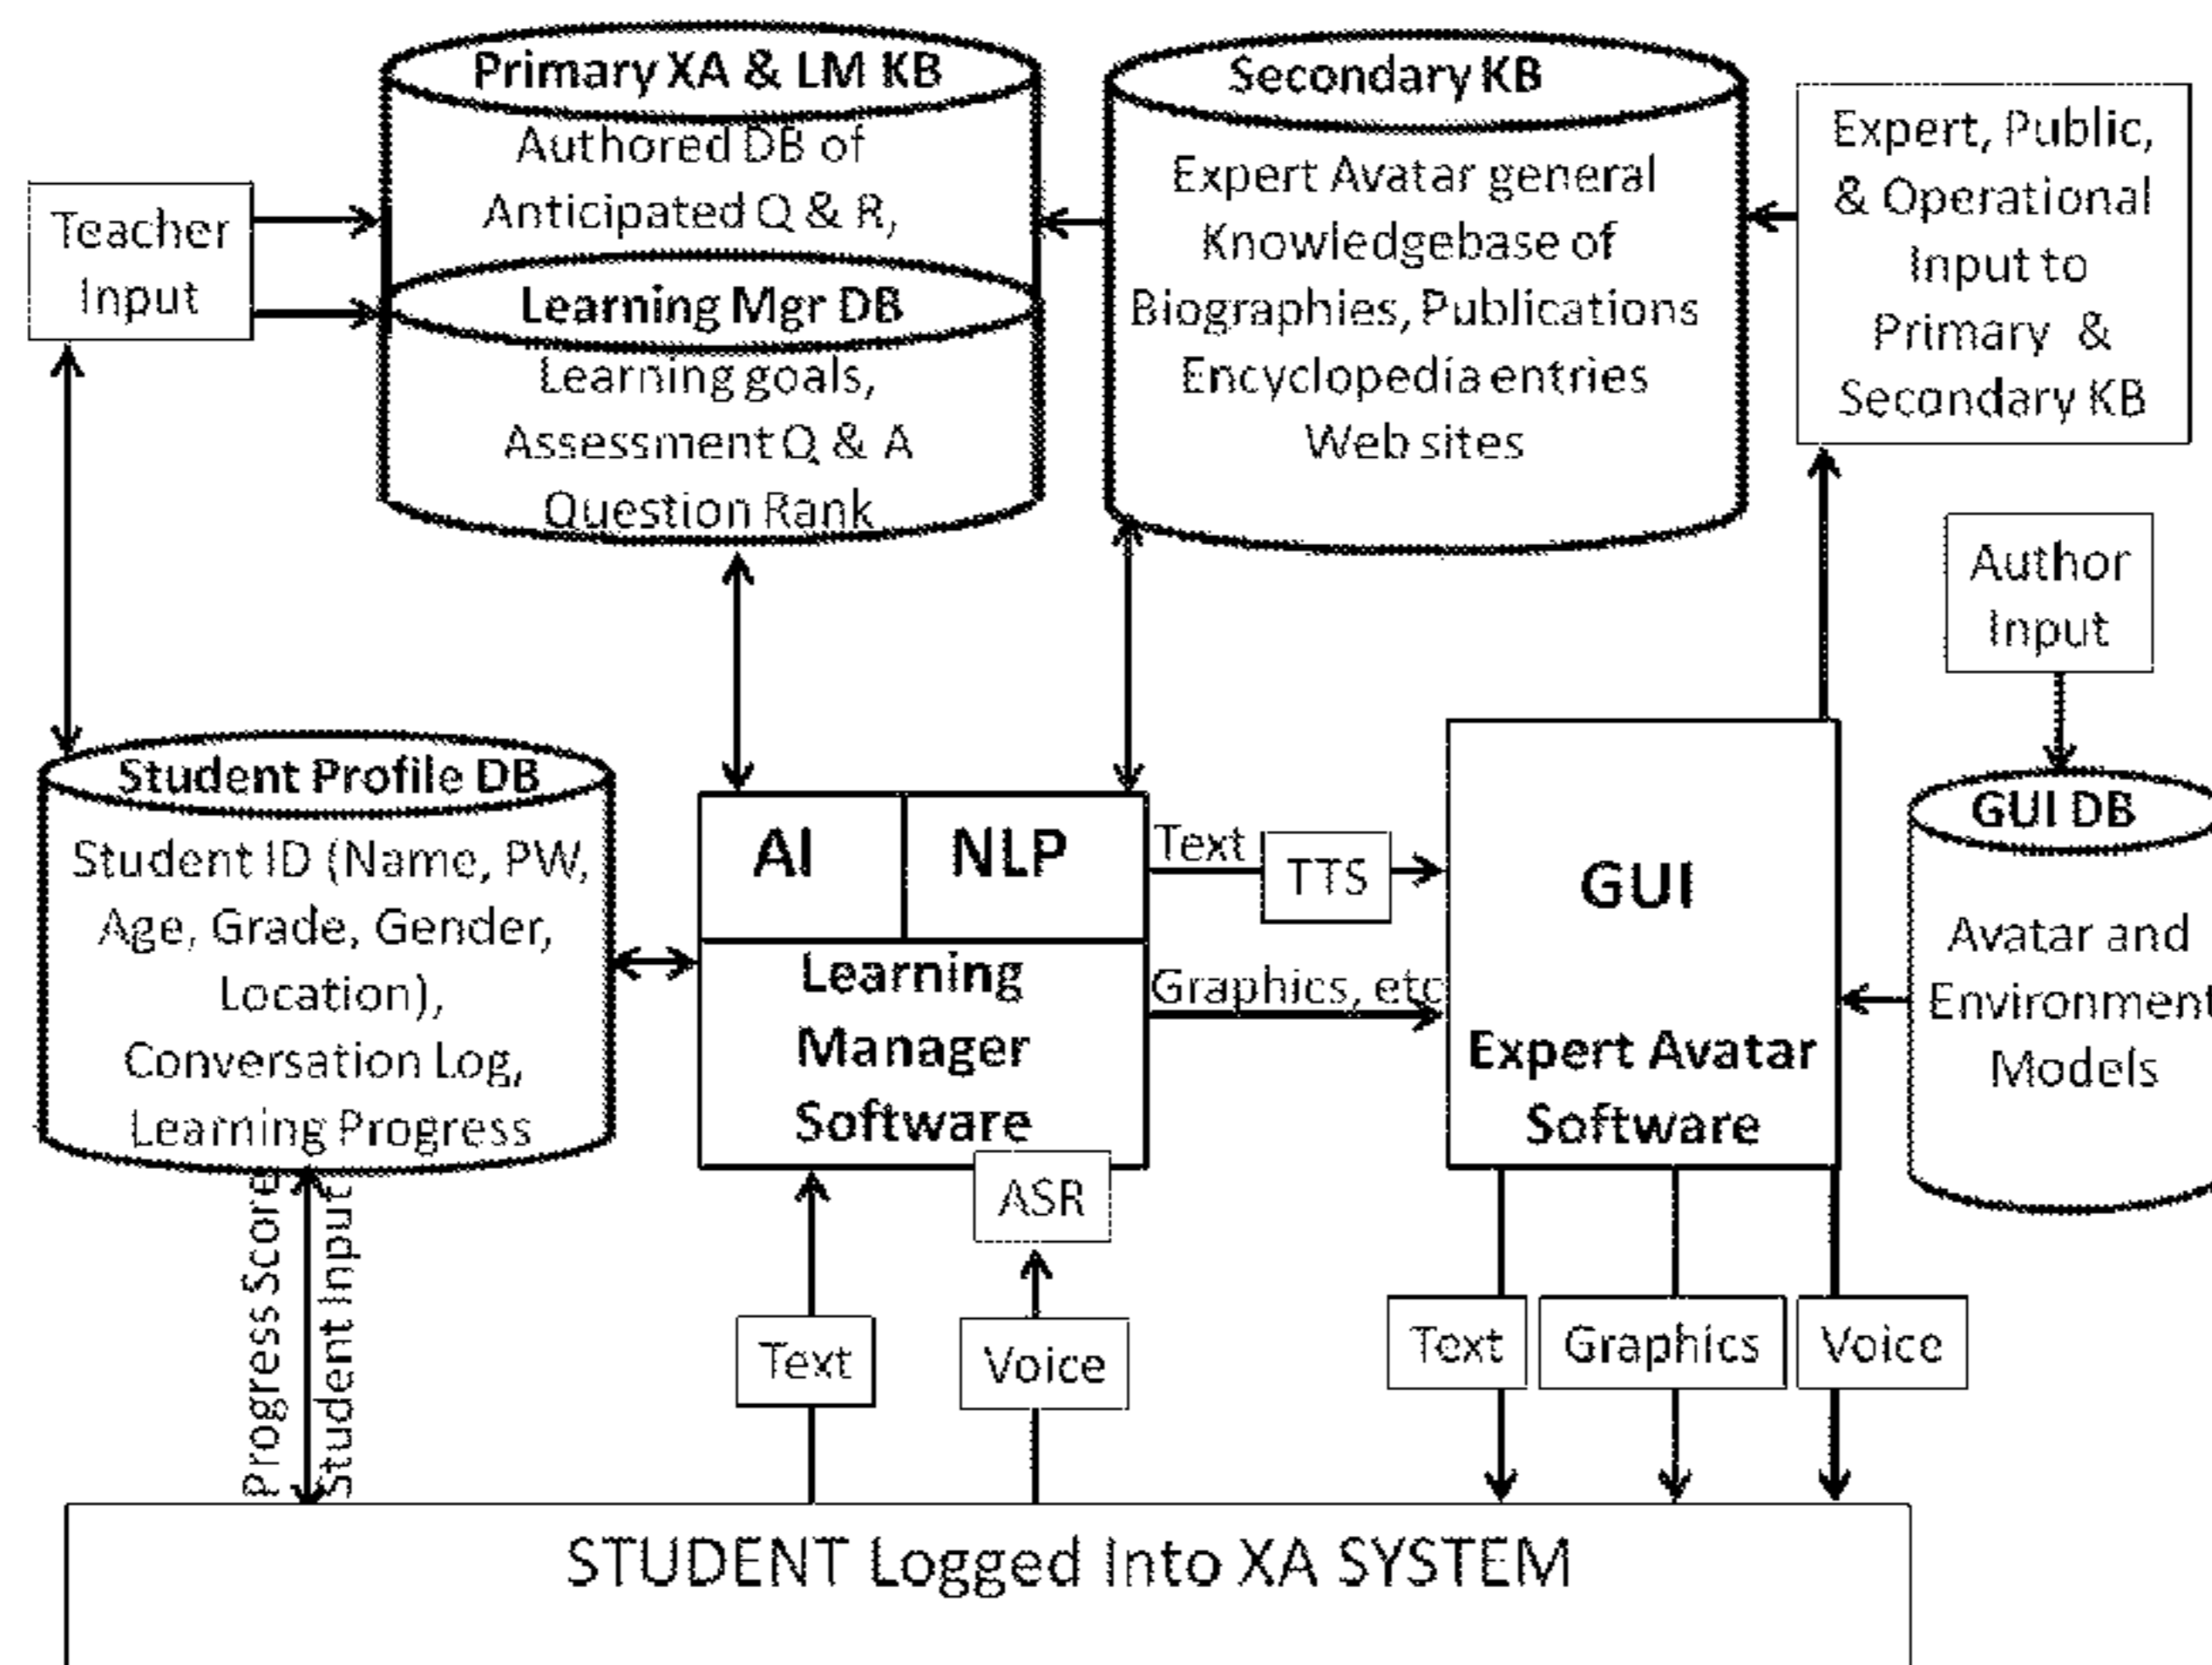 Primary XA & LM KB
Authored DB of
Anticipated Q & R,
Learning Mgr DB
Learning goals,
Assessment Q & A
Question Rank
Secondary KB
Expert Avatar general
Knowledgebase of
Biographies, Publications
Encyclopedia entries
Web sites
Expert, Public,
& Operational
Input to
Primary &
Secondary KB
Teacher
Input
Author
Input
Student Profile DB
Student ID (Name, PW,
Age, Grade, Gender,
Location),
Conversation Log,
Learning Progress
AI
NLP
Learning
Manager
Software
Text
TTS
Graphics, etc
GUI
Expert Avatar
Software
GUI DB
Avatar and
Environment
Models
Progress Score
Student Input
ASR
Text
Voice
Text
Graphics
Voice
STUDENT Logged Into XA SYSTEM